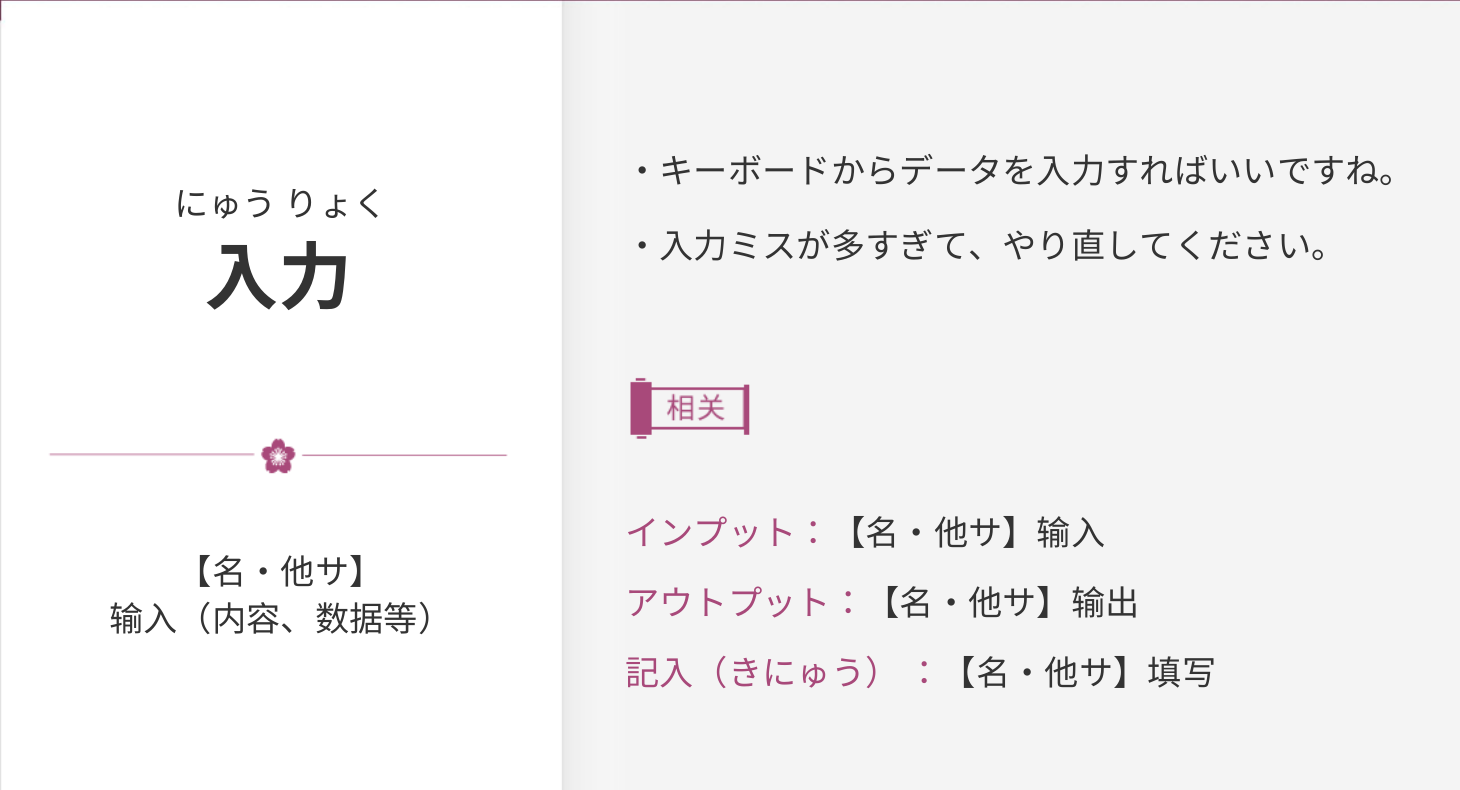 にゅう りょく
入力
【名・他サ】
输入（内容、数据等）
・キーボードからデータを入力すればいいですね。
・入力ミスが多すぎて、やり直してください。
相关
インプット：【名・他サ】输入
アウトプット：【名・他サ】输出
記入（きにゅう）：【名・他サ】填写